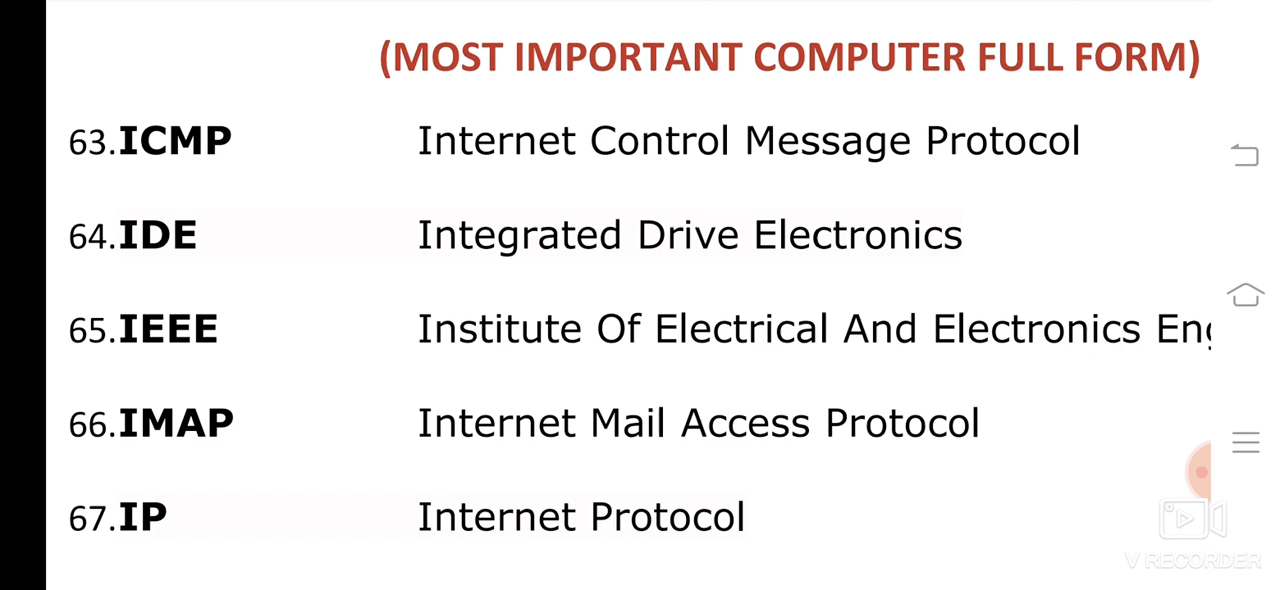 (MOST IMPORTANT COMPUTER FULL FORM)
63.ICMP Internet Control Message Protocol
64.IDE Integrated Drive Electronics
65.IEEE Institute Of Electrical And Electronics
66.IMAP Internet Mail Access Protocol
67.IP Internet Protocol
V RECORDER